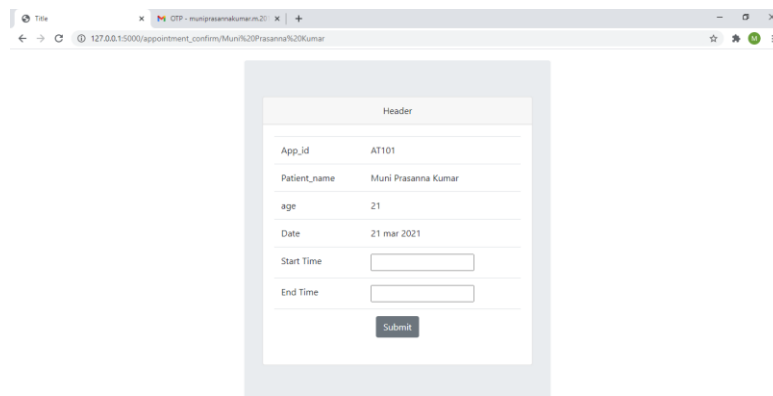 Title
OTP - muniprasannakumar.m.20
127.0.0.1:5000/appointment_confirm/Muni%20Prasanna%20Kumar
M
Header
App_id AT101
Patient_name Muni Prasanna Kumar
age 21
Date 21 mar 2021
Start Time
End Time
Submit